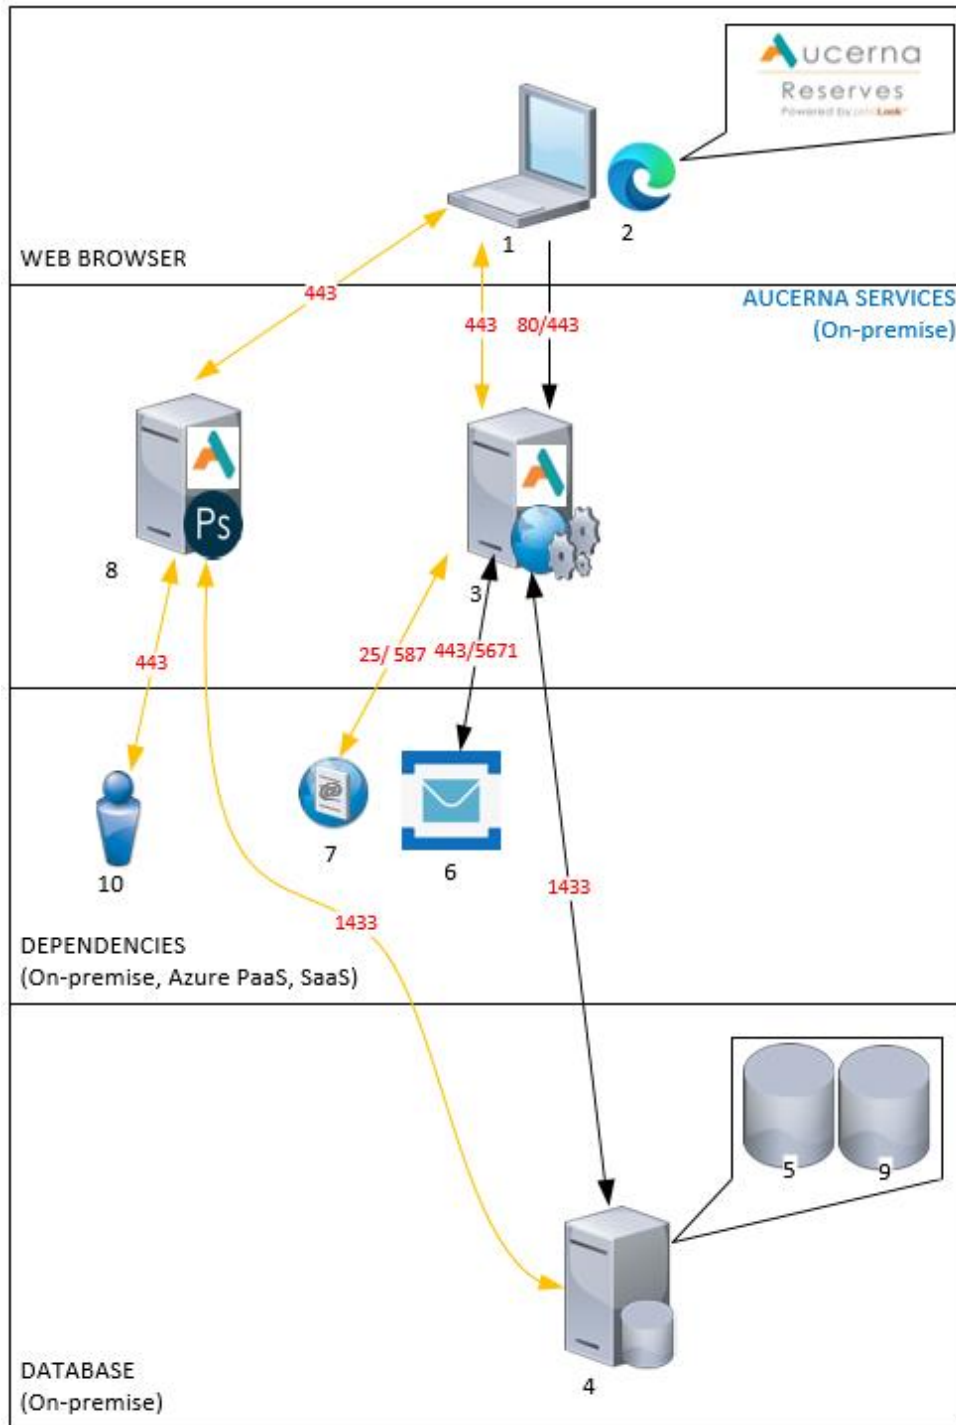 Aucerna
Reserves
Powered by
1
2
WEB BROWSER
443
AUCERNA SERVICES
(On-premise)
443
80/443
Ps
8
3
443
25/ 587
443/5671
10
7
6
1433
1433
DEPENDENCIES
(On-premise, Azure PaaS, SaaS)
5
9
DATABASE
(On-premise)
4